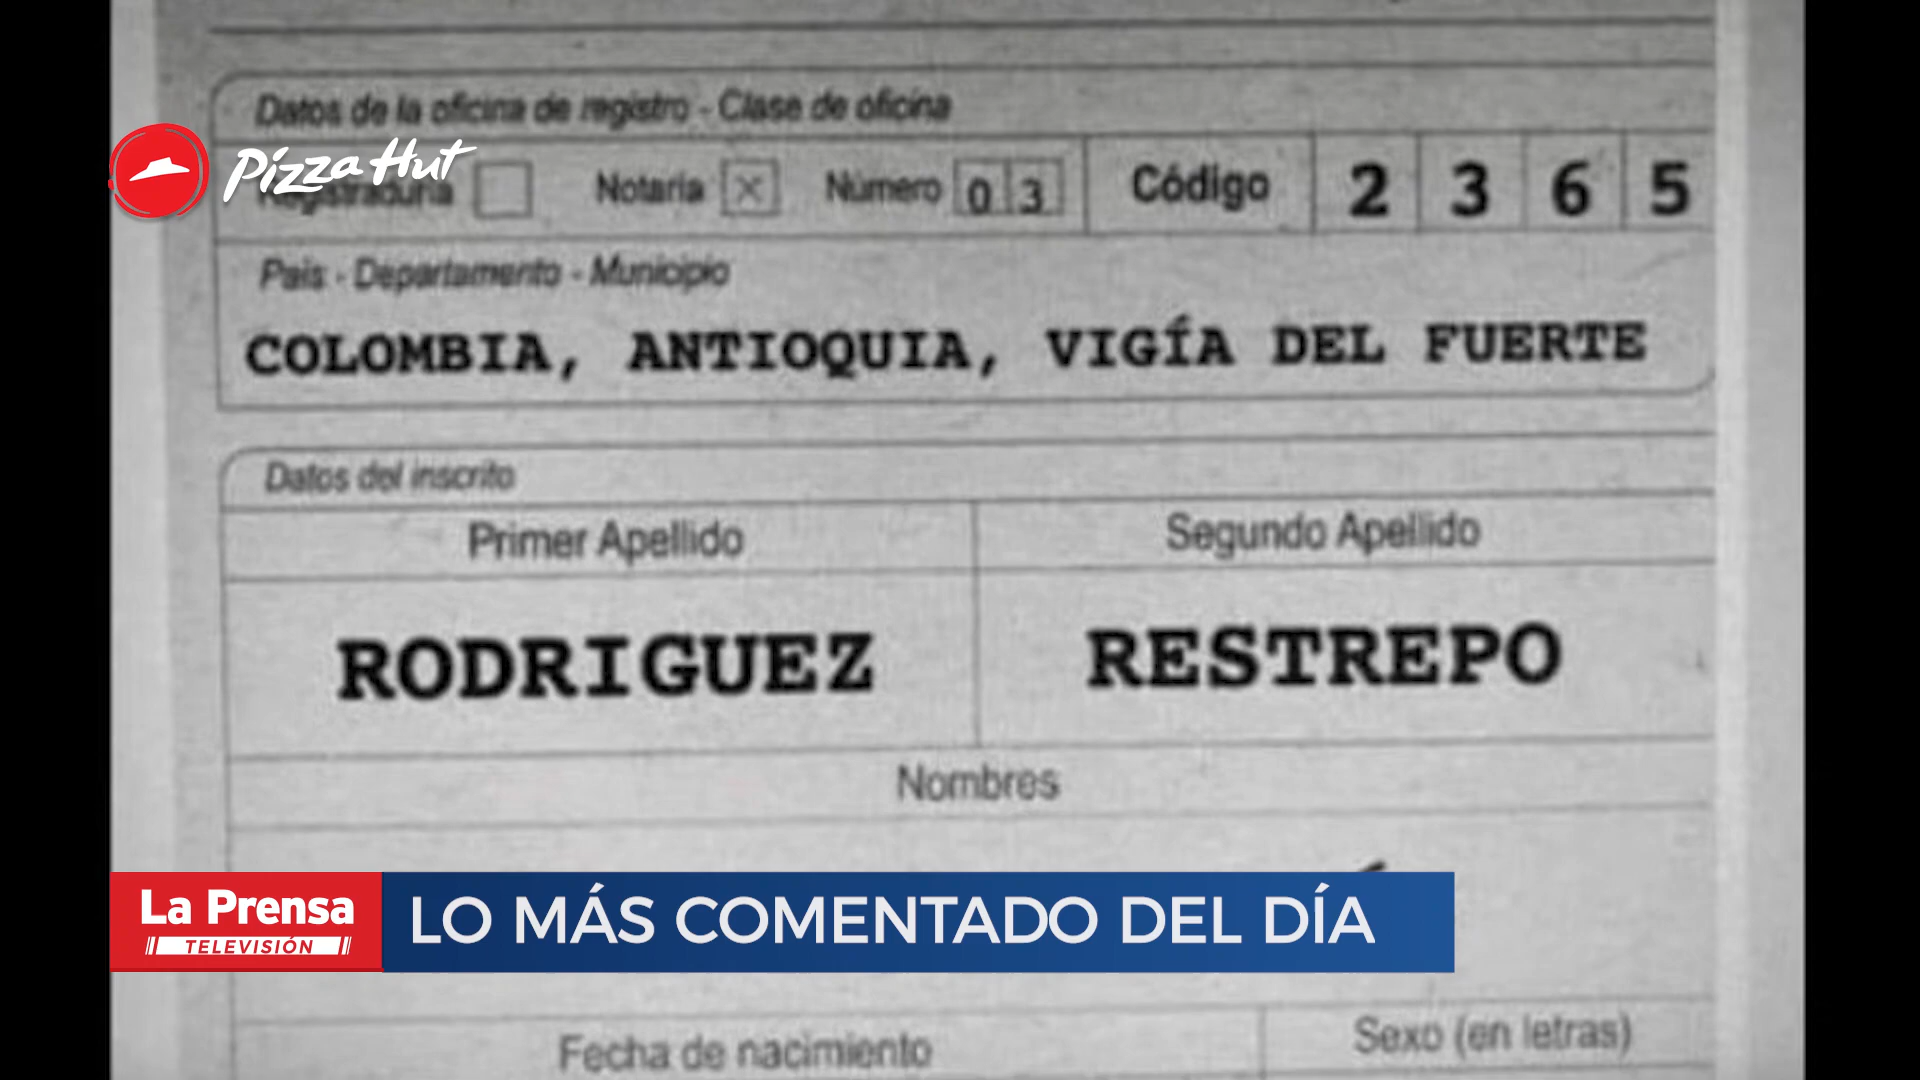 Datos de la oficina de registro - Clase de oficina
Pizza Hut
Registraduría Notaría X Número 0 3 Código 2 3 6 5
País - Departamento - Municipio
COLOMBIA, ANTIOQUIA, VIGÍA DEL FUERTE
Datos del inscrito
Primer Apellido Segundo Apellido
RODRIGUEZ RESTREPO
Nombres
La Prensa
TELEVISIÓN
LO MÁS COMENTADO DEL DÍA
Fecha de nacimiento Sexo (en letras)